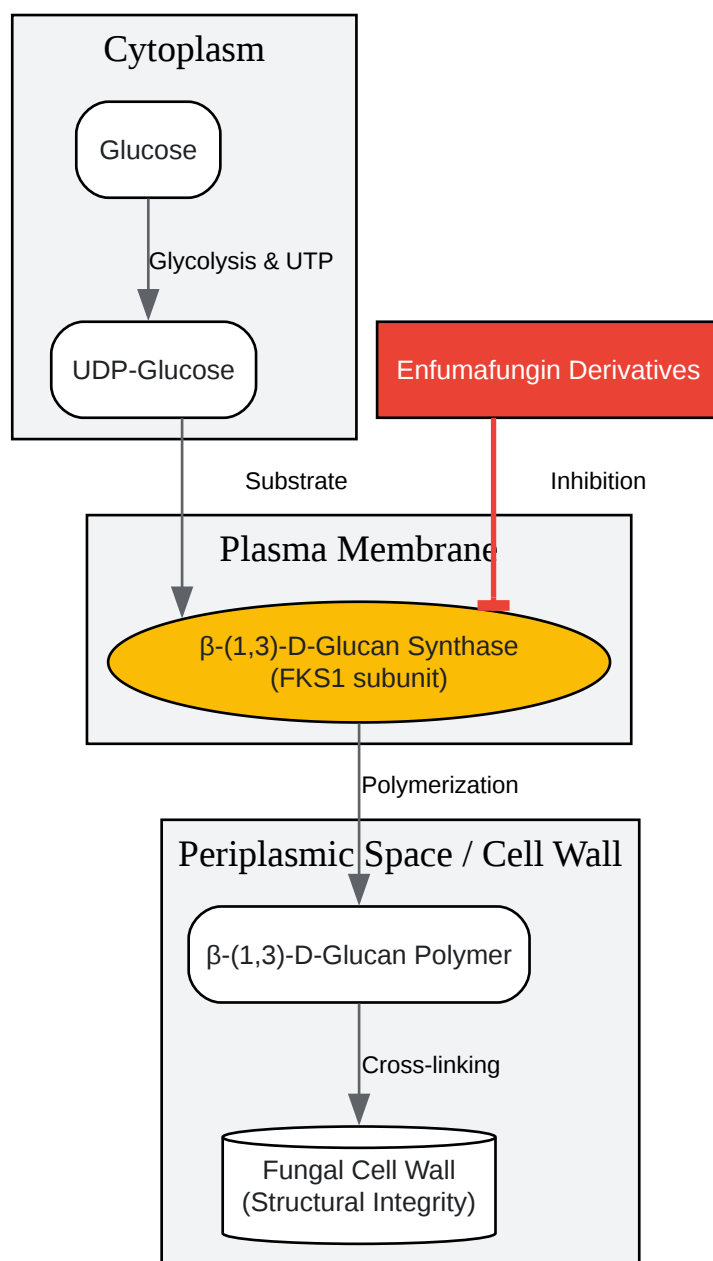 Cytoplasm
Glucose
Glycolysis & UTP
UDP-Glucose
Enfumafungin Derivatives
Substrate
Inhibition
Plasma Membrane
β-(1,3)-D-Glucan Synthase
(FKS1 subunit)
Polymerization
Periplasmic Space / Cell Wall
β-(1,3)-D-Glucan Polymer
Cross-linking
Fungal Cell Wall
(Structural Integrity)